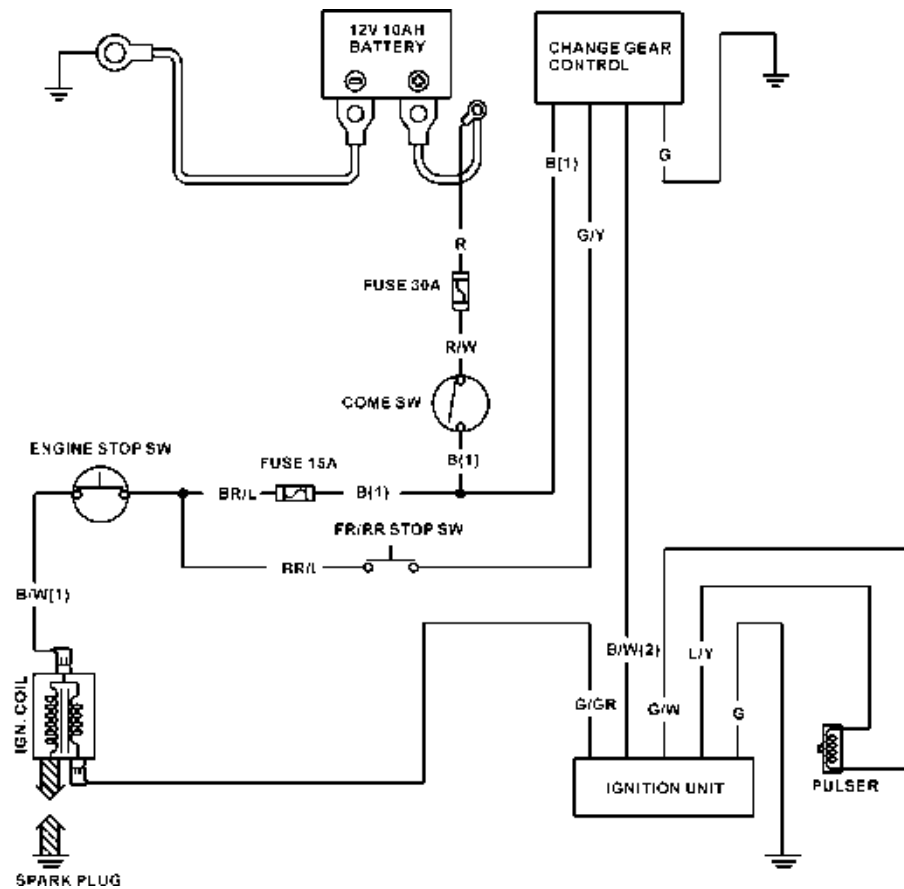 12V 10AH
BATTERY
CHANGE GEAR
CONTROL
B(1)
G
G/Y
R
FUSE 30A
R/W
COME SW
ENGINE STOP SW
FUSE 15A
B(1)
BR/L
B(1)
FR/RR STOP SW
BR/L
B/W(1)
B/W(2)
L/Y
G/GR
G/W
G
IGN. COIL
IGNITION UNIT
PULSER
SPARK PLUG